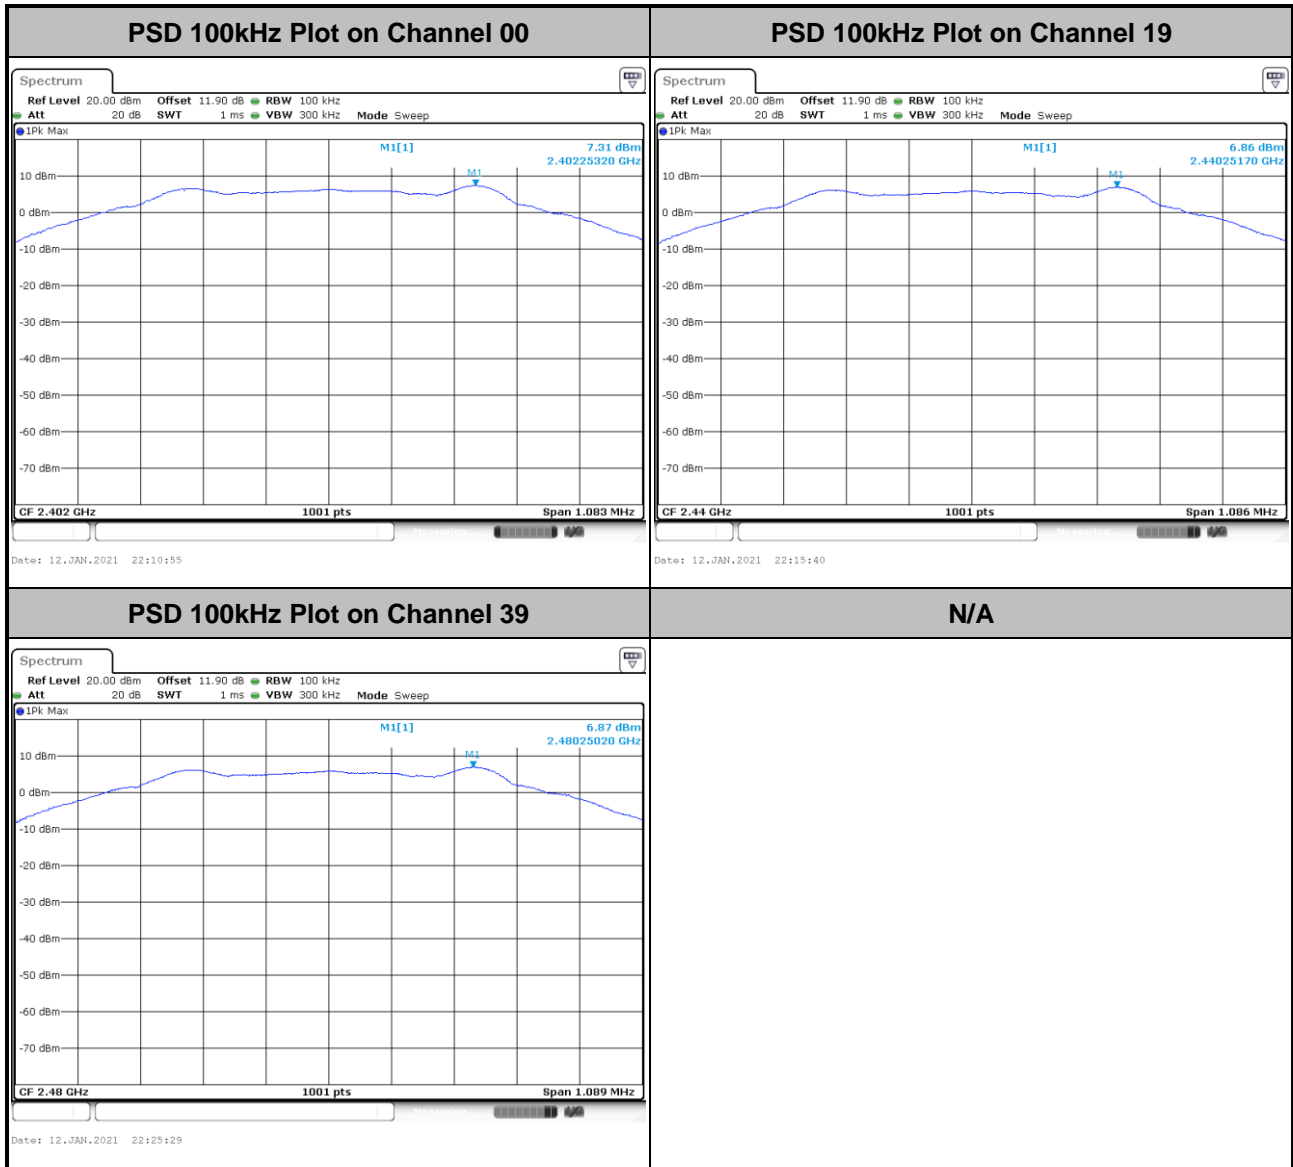 PSD 100kHz Plot on Channel 00
Spectrum
Ref Level 20.00 dBm Offset 11.90 dB RBW 100 kHz
Att 20 dB SWT 1 ms VBW 300 kHz Mode Sweep
1Pk Max
M1[1] 7.31 dBm
2.40225320 GHz
M1
10 dBm
0 dBm
-10 dBm
-20 dBm
-30 dBm
-40 dBm
-50 dBm
-60 dBm
-70 dBm
CF 2.402 GHz 1001 pts Span 1.083 MHz
Measuring...
Date: 12.JAN.2021 22:10:55
PSD 100kHz Plot on Channel 19
Spectrum
Ref Level 20.00 dBm Offset 11.90 dB RBW 100 kHz
Att 20 dB SWT 1 ms VBW 300 kHz Mode Sweep
1Pk Max
M1[1] 6.86 dBm
2.44025170 GHz
M1
10 dBm
0 dBm
-10 dBm
-20 dBm
-30 dBm
-40 dBm
-50 dBm
-60 dBm
-70 dBm
CF 2.44 GHz 1001 pts Span 1.086 MHz
Measuring...
Date: 12.JAN.2021 22:15:40
PSD 100kHz Plot on Channel 39
Spectrum
Ref Level 20.00 dBm Offset 11.90 dB RBW 100 kHz
Att 20 dB SWT 1 ms VBW 300 kHz Mode Sweep
1Pk Max
M1[1] 6.87 dBm
2.48025020 GHz
M1
10 dBm
0 dBm
-10 dBm
-20 dBm
-30 dBm
-40 dBm
-50 dBm
-60 dBm
-70 dBm
CF 2.48 GHz 1001 pts Span 1.089 MHz
Measuring...
Date: 12.JAN.2021 22:25:29
N/A